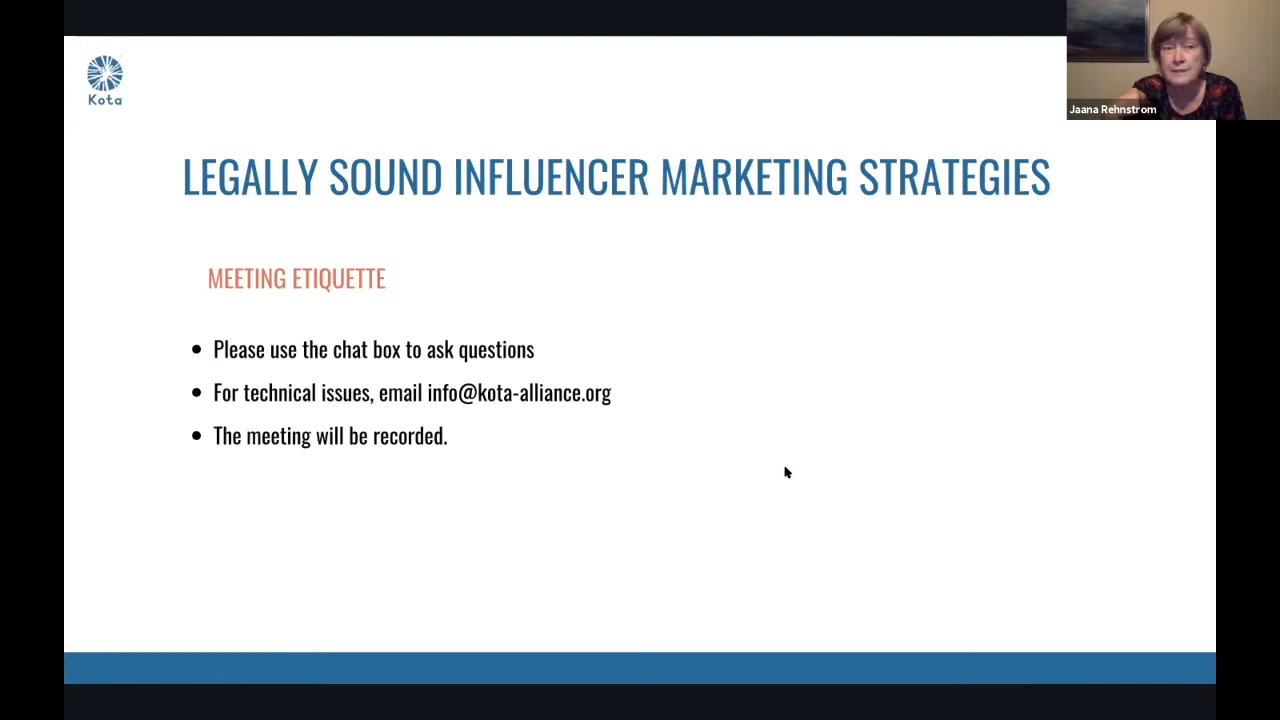 Kota
Jaana Rehnstrom
LEGALLY SOUND INFLUENCER MARKETING STRATEGIES
MEETING ETIQUETTE
Please use the chat box to ask questions
For technical issues, email info@kota-alliance.org
The meeting will be recorded.